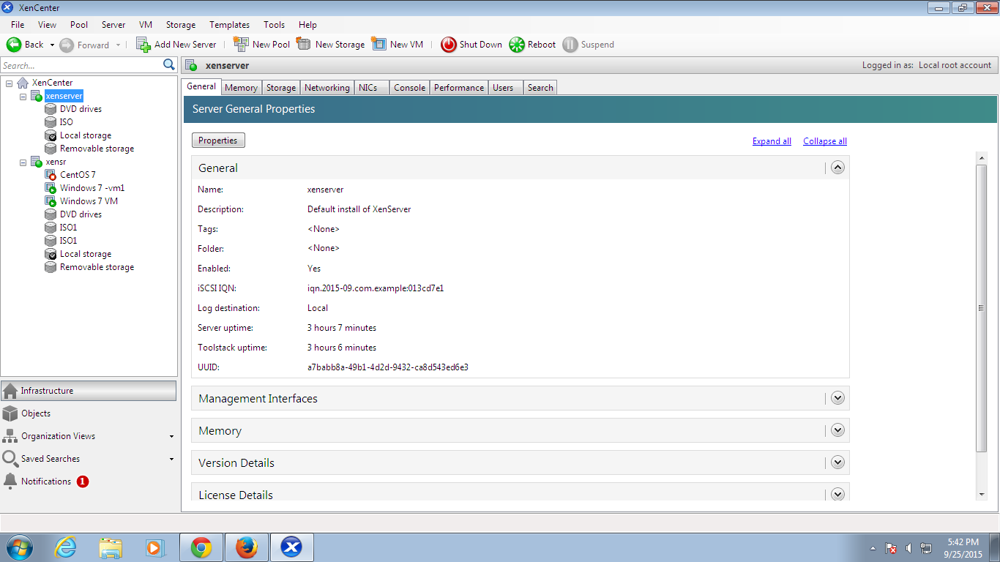 XenCenter
File View Pool Server VM Storage Templates Tools Help
Back Forward Add New Server New Pool New Storage New VM Shut Down Reboot Suspend
Search...
xenserver
Logged in as: Local root account
XenCenter
xenserver
DVD drives
ISO
Local storage
Removable storage
xensr
CentOS 7
Windows 7 -vm1
Windows 7 VM
DVD drives
ISO1
ISO1
Local storage
Removable storage
Infrastructure
Objects
Organization Views
Saved Searches
Notifications 1
General Memory Storage Networking NICs Console Performance Users Search
Server General Properties
Properties
Expand all Collapse all
General
Name: xenserver
Description: Default install of XenServer
Tags: <None>
Folder: <None>
Enabled: Yes
iSCSI IQN: iqn.2015-09.com.example:013cd7e1
Log destination: Local
Server uptime: 3 hours 7 minutes
Toolstack uptime: 3 hours 6 minutes
UUID: a7babb8a-49b1-4d2d-9432-ca8d543ed6e3
Management Interfaces
Memory
Version Details
License Details
5:42 PM
9/25/2015